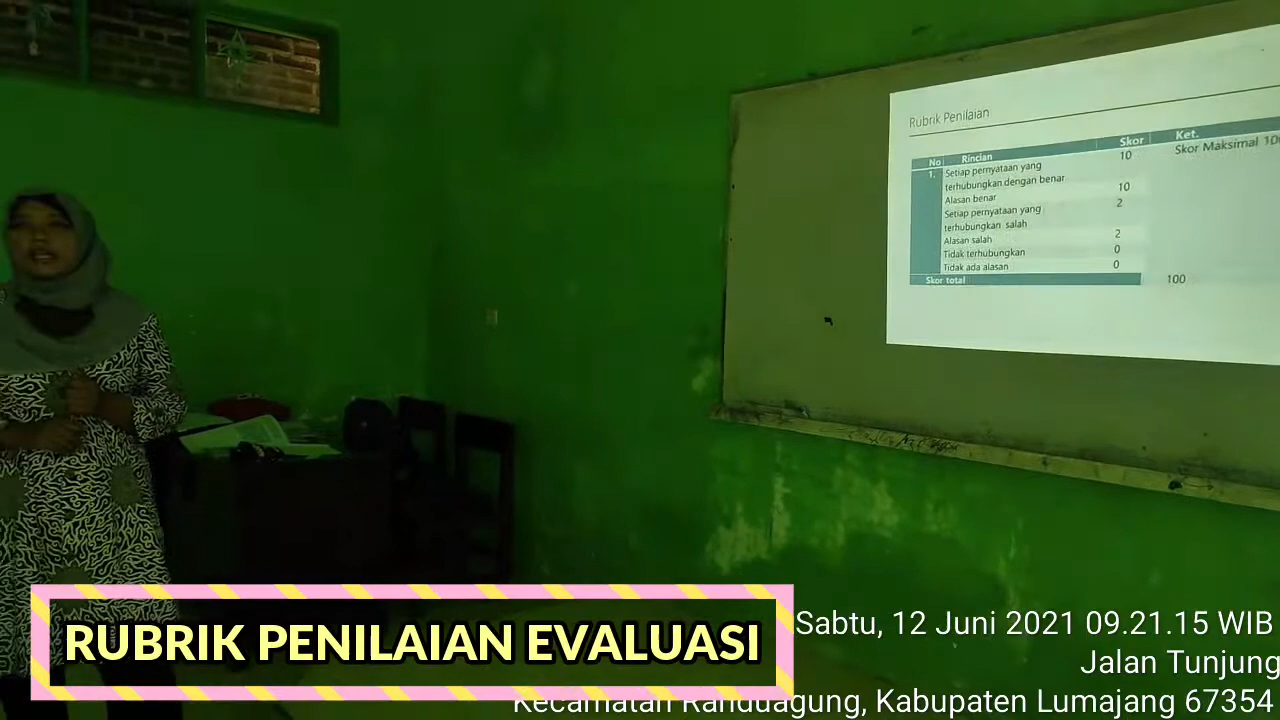 Rubrik Penilaian
No Rincian Skor Ket.
1. Setiap pernyataan yang 10 Skor Maksimal
terhubungkan dengan benar
Alasan benar 10
Setiap pernyataan yang 2
terhubungkan salah
Alasan salah 2
Tidak terhubungkan 0
Tidak ada alasan 0
Skor total 100
RUBRIK PENILAIAN EVALUASI
Sabtu, 12 Juni 2021 09.21.15 WIB
Jalan Tunjung
Kecamatan Randuagung, Kabupaten Lumajang 67354